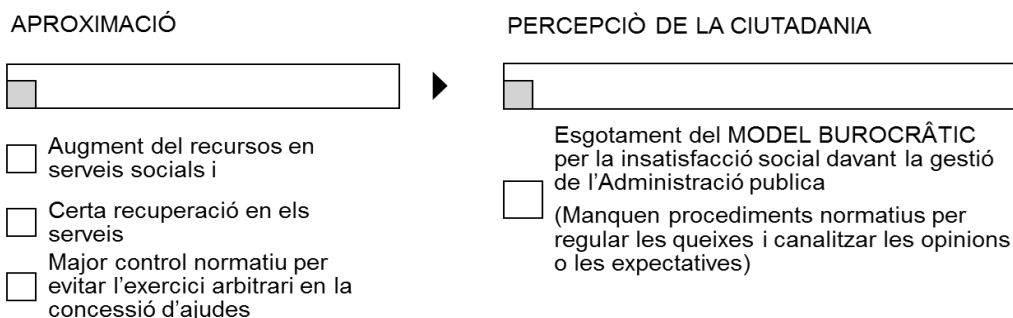 APROXIMACIÓ
Augment del recursos en
serveis socials i
Certa recuperació en els
serveis
Major control normatiu per
evitar l'exercici arbitrari en la
concessió d'ajudes
PERCEPCIÒ DE LA CIUTADANIA
Esgotament del MODEL BUROCRÂTIC
per la insatisfacció social davant la gestió
de l'Administració publica
(Manquen procediments normatius per
regular les queixes i canalitzar les opinions
o les expectatives)